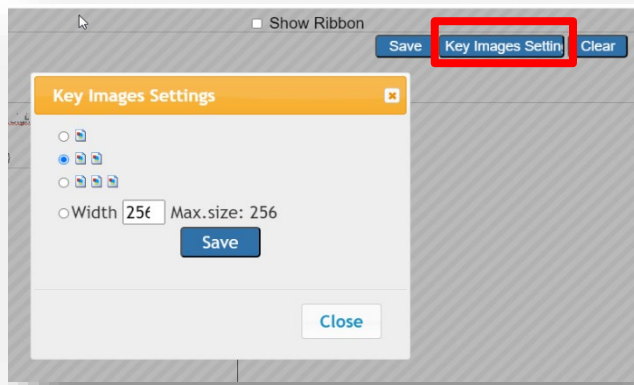 Show Ribbon
Save Key Images Settin Clear
Key Images Settings
Width 256 Max.size: 256
Save
Close